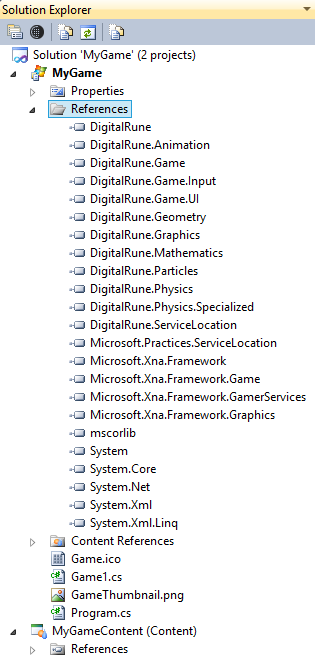 Solution Explorer
Solution 'MyGame' (2 projects)
MyGame
Properties
References
DigitalRune
DigitalRune.Animation
DigitalRune.Game
DigitalRune.Game.Input
DigitalRune.Game.UI
DigitalRune.Geometry
DigitalRune.Graphics
DigitalRune.Mathematics
DigitalRune.Particles
DigitalRune.Physics
DigitalRune.Physics.Specialized
DigitalRune.ServiceLocation
Microsoft.Practices.ServiceLocation
Microsoft.Xna.Framework
Microsoft.Xna.Framework.Game
Microsoft.Xna.Framework.GamerServices
Microsoft.Xna.Framework.Graphics
mscorlib
System
System.Core
System.Net
System.Xml
System.Xml.Linq
Content References
Game.ico
Game1.cs
GameThumbnail.png
Program.cs
MyGameContent (Content)
References